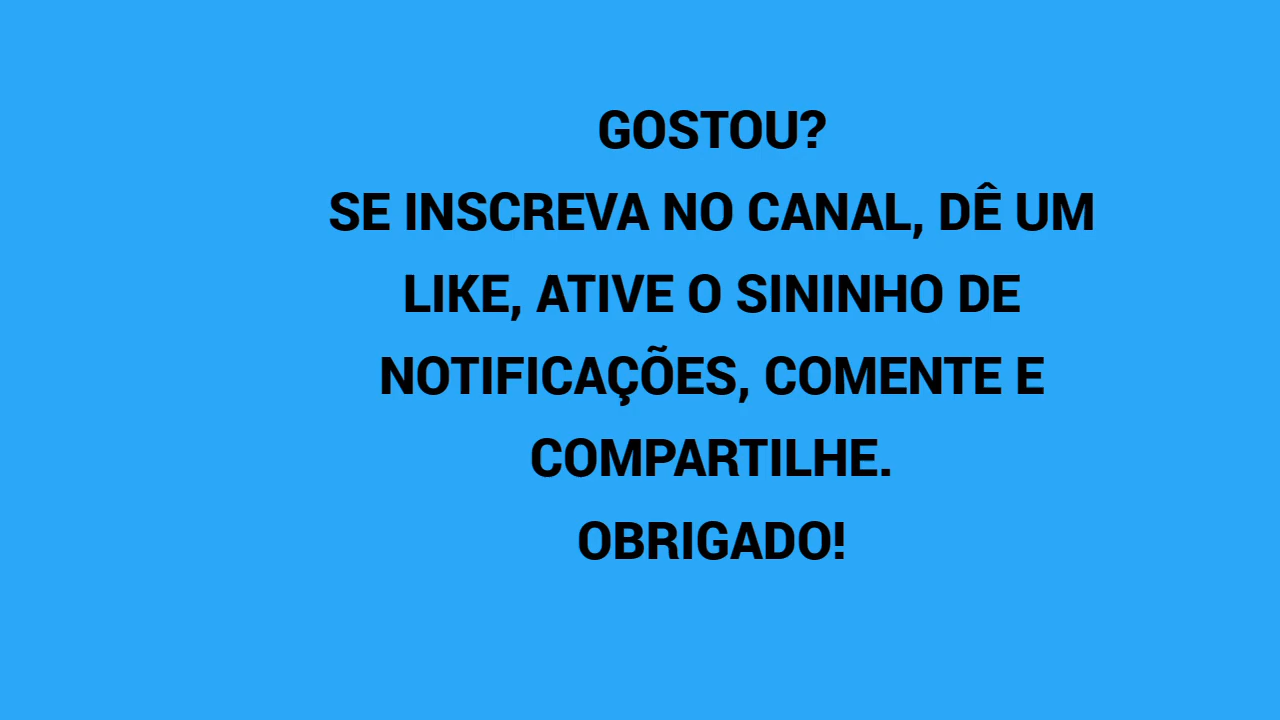 GOSTOU?
SE INSCREVA NO CANAL, DÊ UM
LIKE, ATIVE O SININHO DE
NOTIFICAÇÕES, COMENTE E
COMPARTILHE.
OBRIGADO!